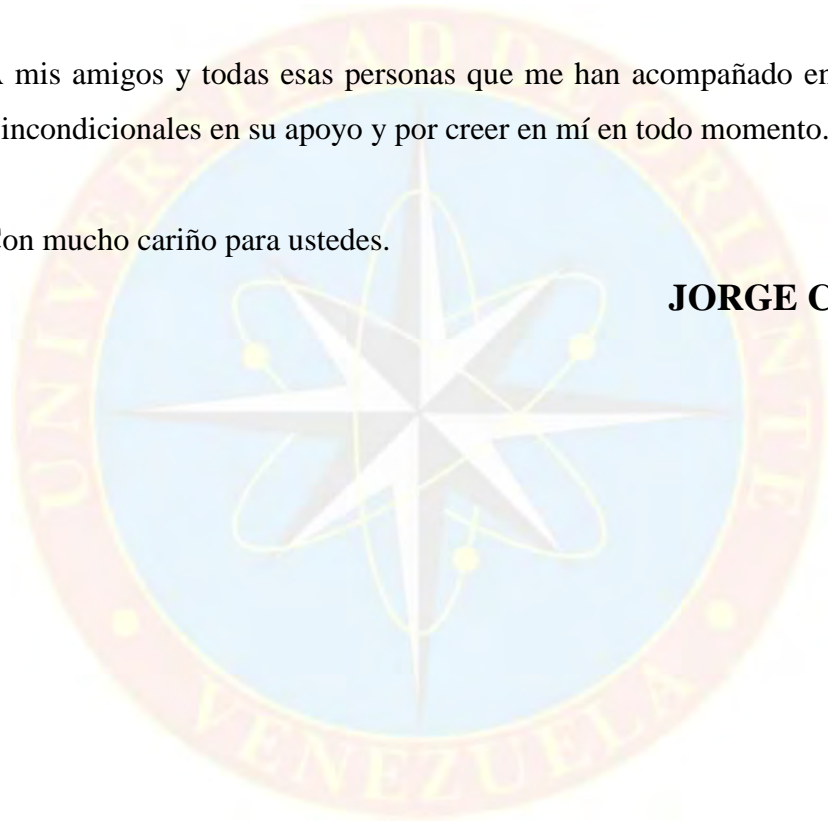 A mis amigos y todas esas personas que me han acompañado en
incondicionales en su apoyo y por creer en mí en todo momento.
Con mucho cariño para ustedes.
JORGE C
UNIVERSIDAD DE ORIENTE
VENEZUELA